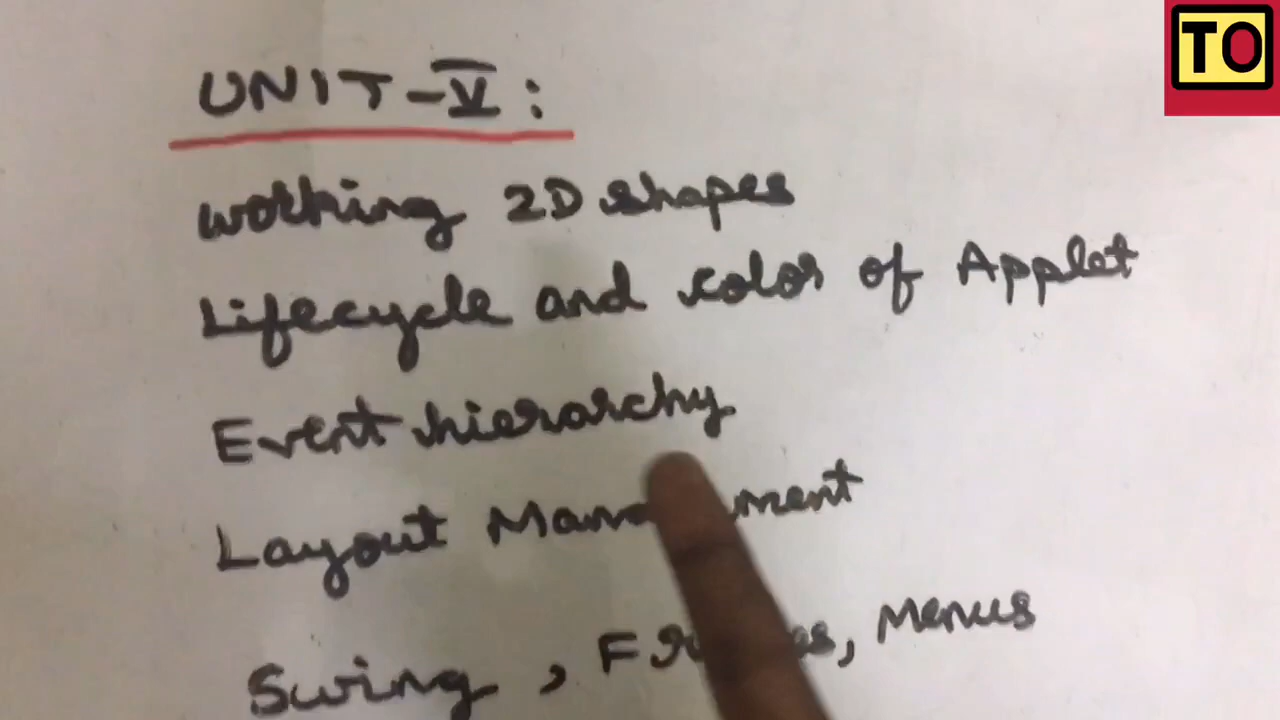 TO
UNIT-V:
Working 2D shapes
Lifecycle and color of Applet
Event hierarchy
Layout
Swing, Menus